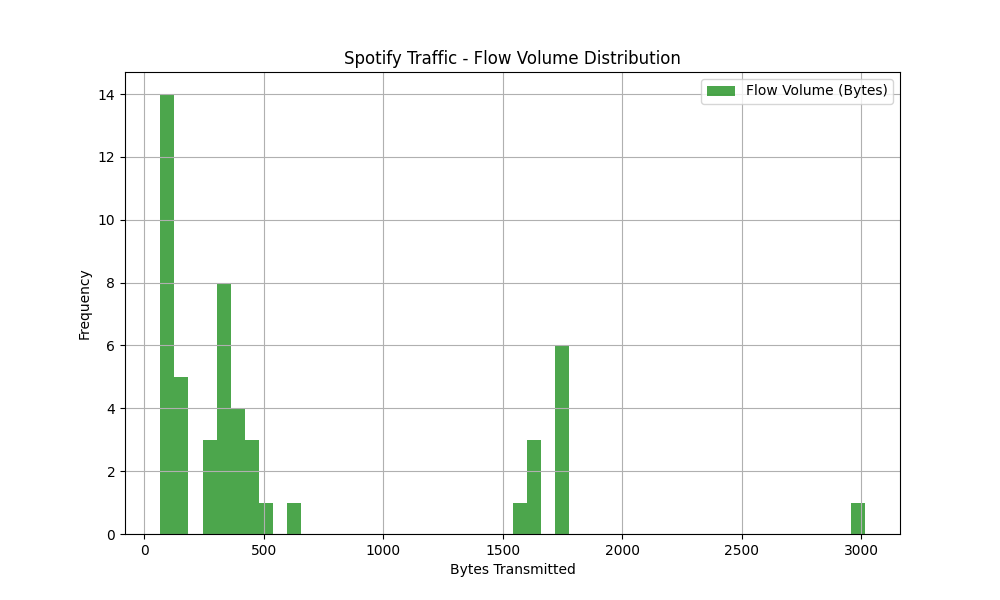 Spotify Traffic - Flow Volume Distribution
Flow Volume (Bytes)
Frequency
14
12
10
8
6
4
2
0
0 500 1000 1500 2000 2500 3000
Bytes Transmitted